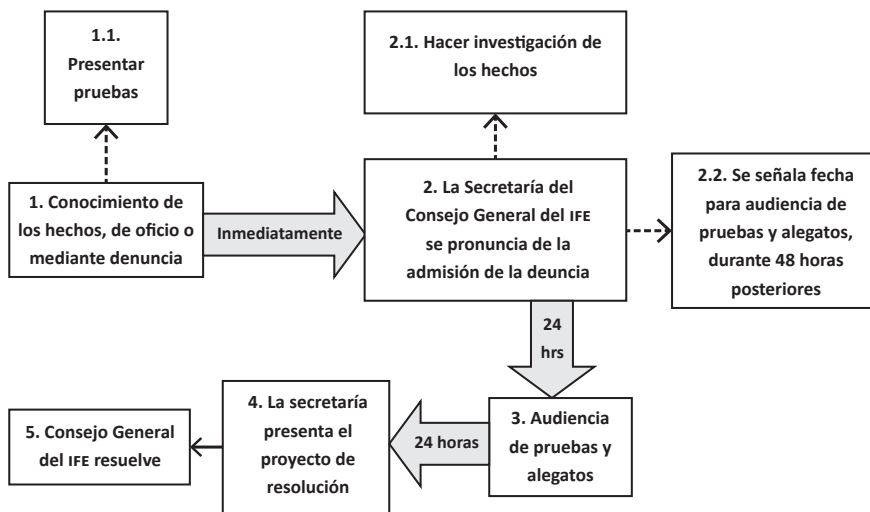 1.1.
Presentar
pruebas
2.1. Hacer investigación de
los hechos
1. Conocimiento de
los hechos, de oficio o
mediante denuncia
Inmediatamente
2. La Secretaría del
Consejo General del IFE
se pronuncia de la
admisión de la deuncia
2.2. Se señala fecha
para audiencia de
pruebas y alegatos,
durante 48 horas
posteriores
24
hrs
3. Audiencia
de pruebas y
alegatos
24 horas
4. La secretaría
presenta el
proyecto de
resolución
5. Consejo General
del IFE resuelve